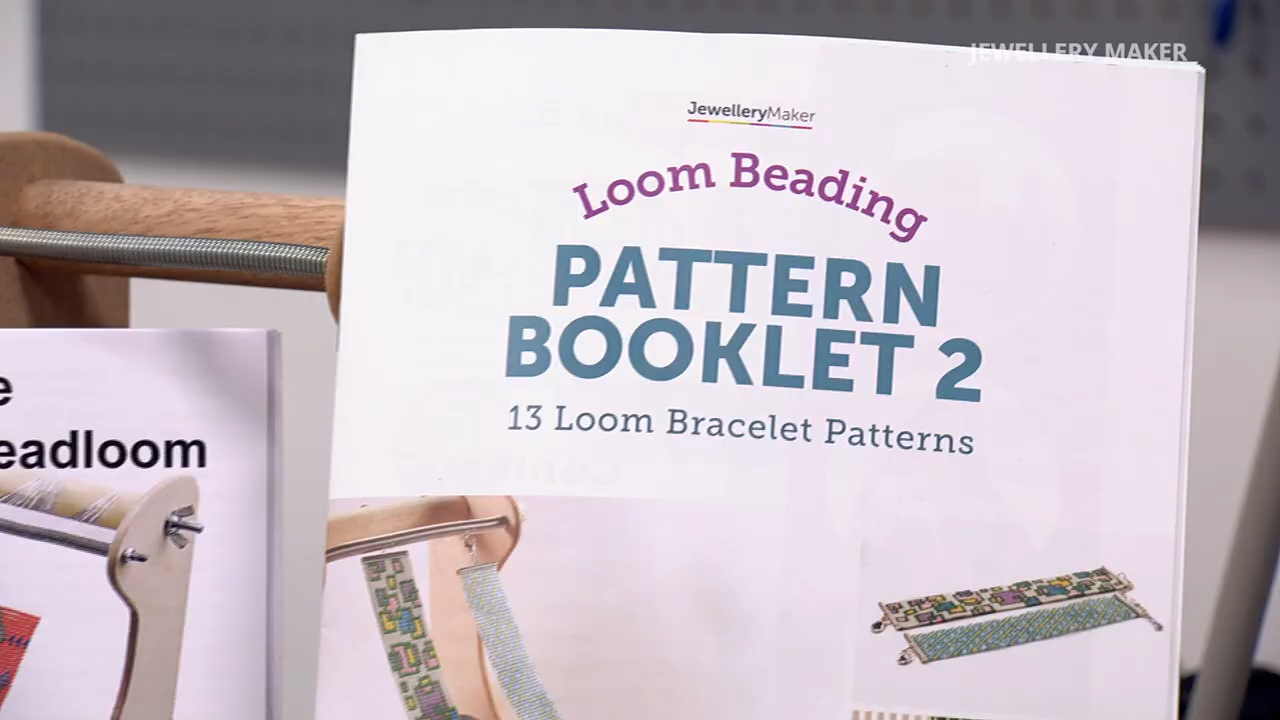 JEWELLERY MAKER
JewelleryMaker
Loom Beading
PATTERN
BOOKLET 2
13 Loom Bracelet Patterns
e
eadloom